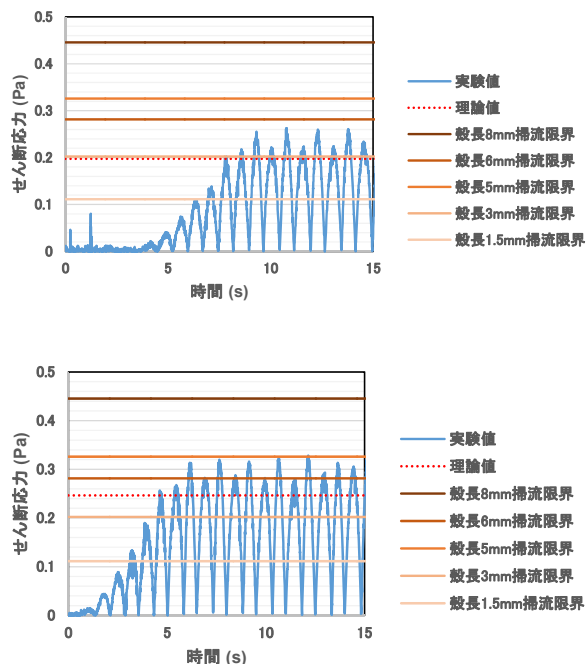 0.5
0.4
0.3
0.2
0.1
0
せん断応力 (Pa)
0
5
10
15
時間 (s)
実験値
理論値
殻長8mm掃流限界
殻長6mm掃流限界
殻長5mm掃流限界
殻長3mm掃流限界
殻長1.5mm掃流限界
0.5
0.4
0.3
0.2
0.1
0
せん断応力 (Pa)
0
5
10
15
時間 (s)
実験値
理論値
殻長8mm掃流限界
殻長6mm掃流限界
殻長5mm掃流限界
殻長3mm掃流限界
殻長1.5mm掃流限界